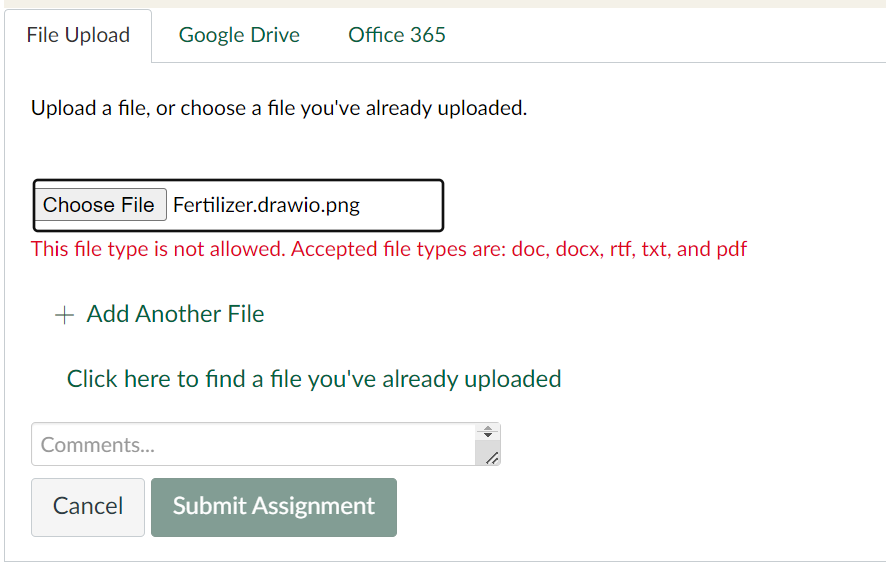 File Upload Google Drive Office 365
Upload a file, or choose a file you've already uploaded.
Choose File Fertilizer.drawio.png
This file type is not allowed. Accepted file types are: doc, docx, rtf, txt, and pdf
+ Add Another File
Click here to find a file you've already uploaded
Comments...
Cancel Submit Assignment